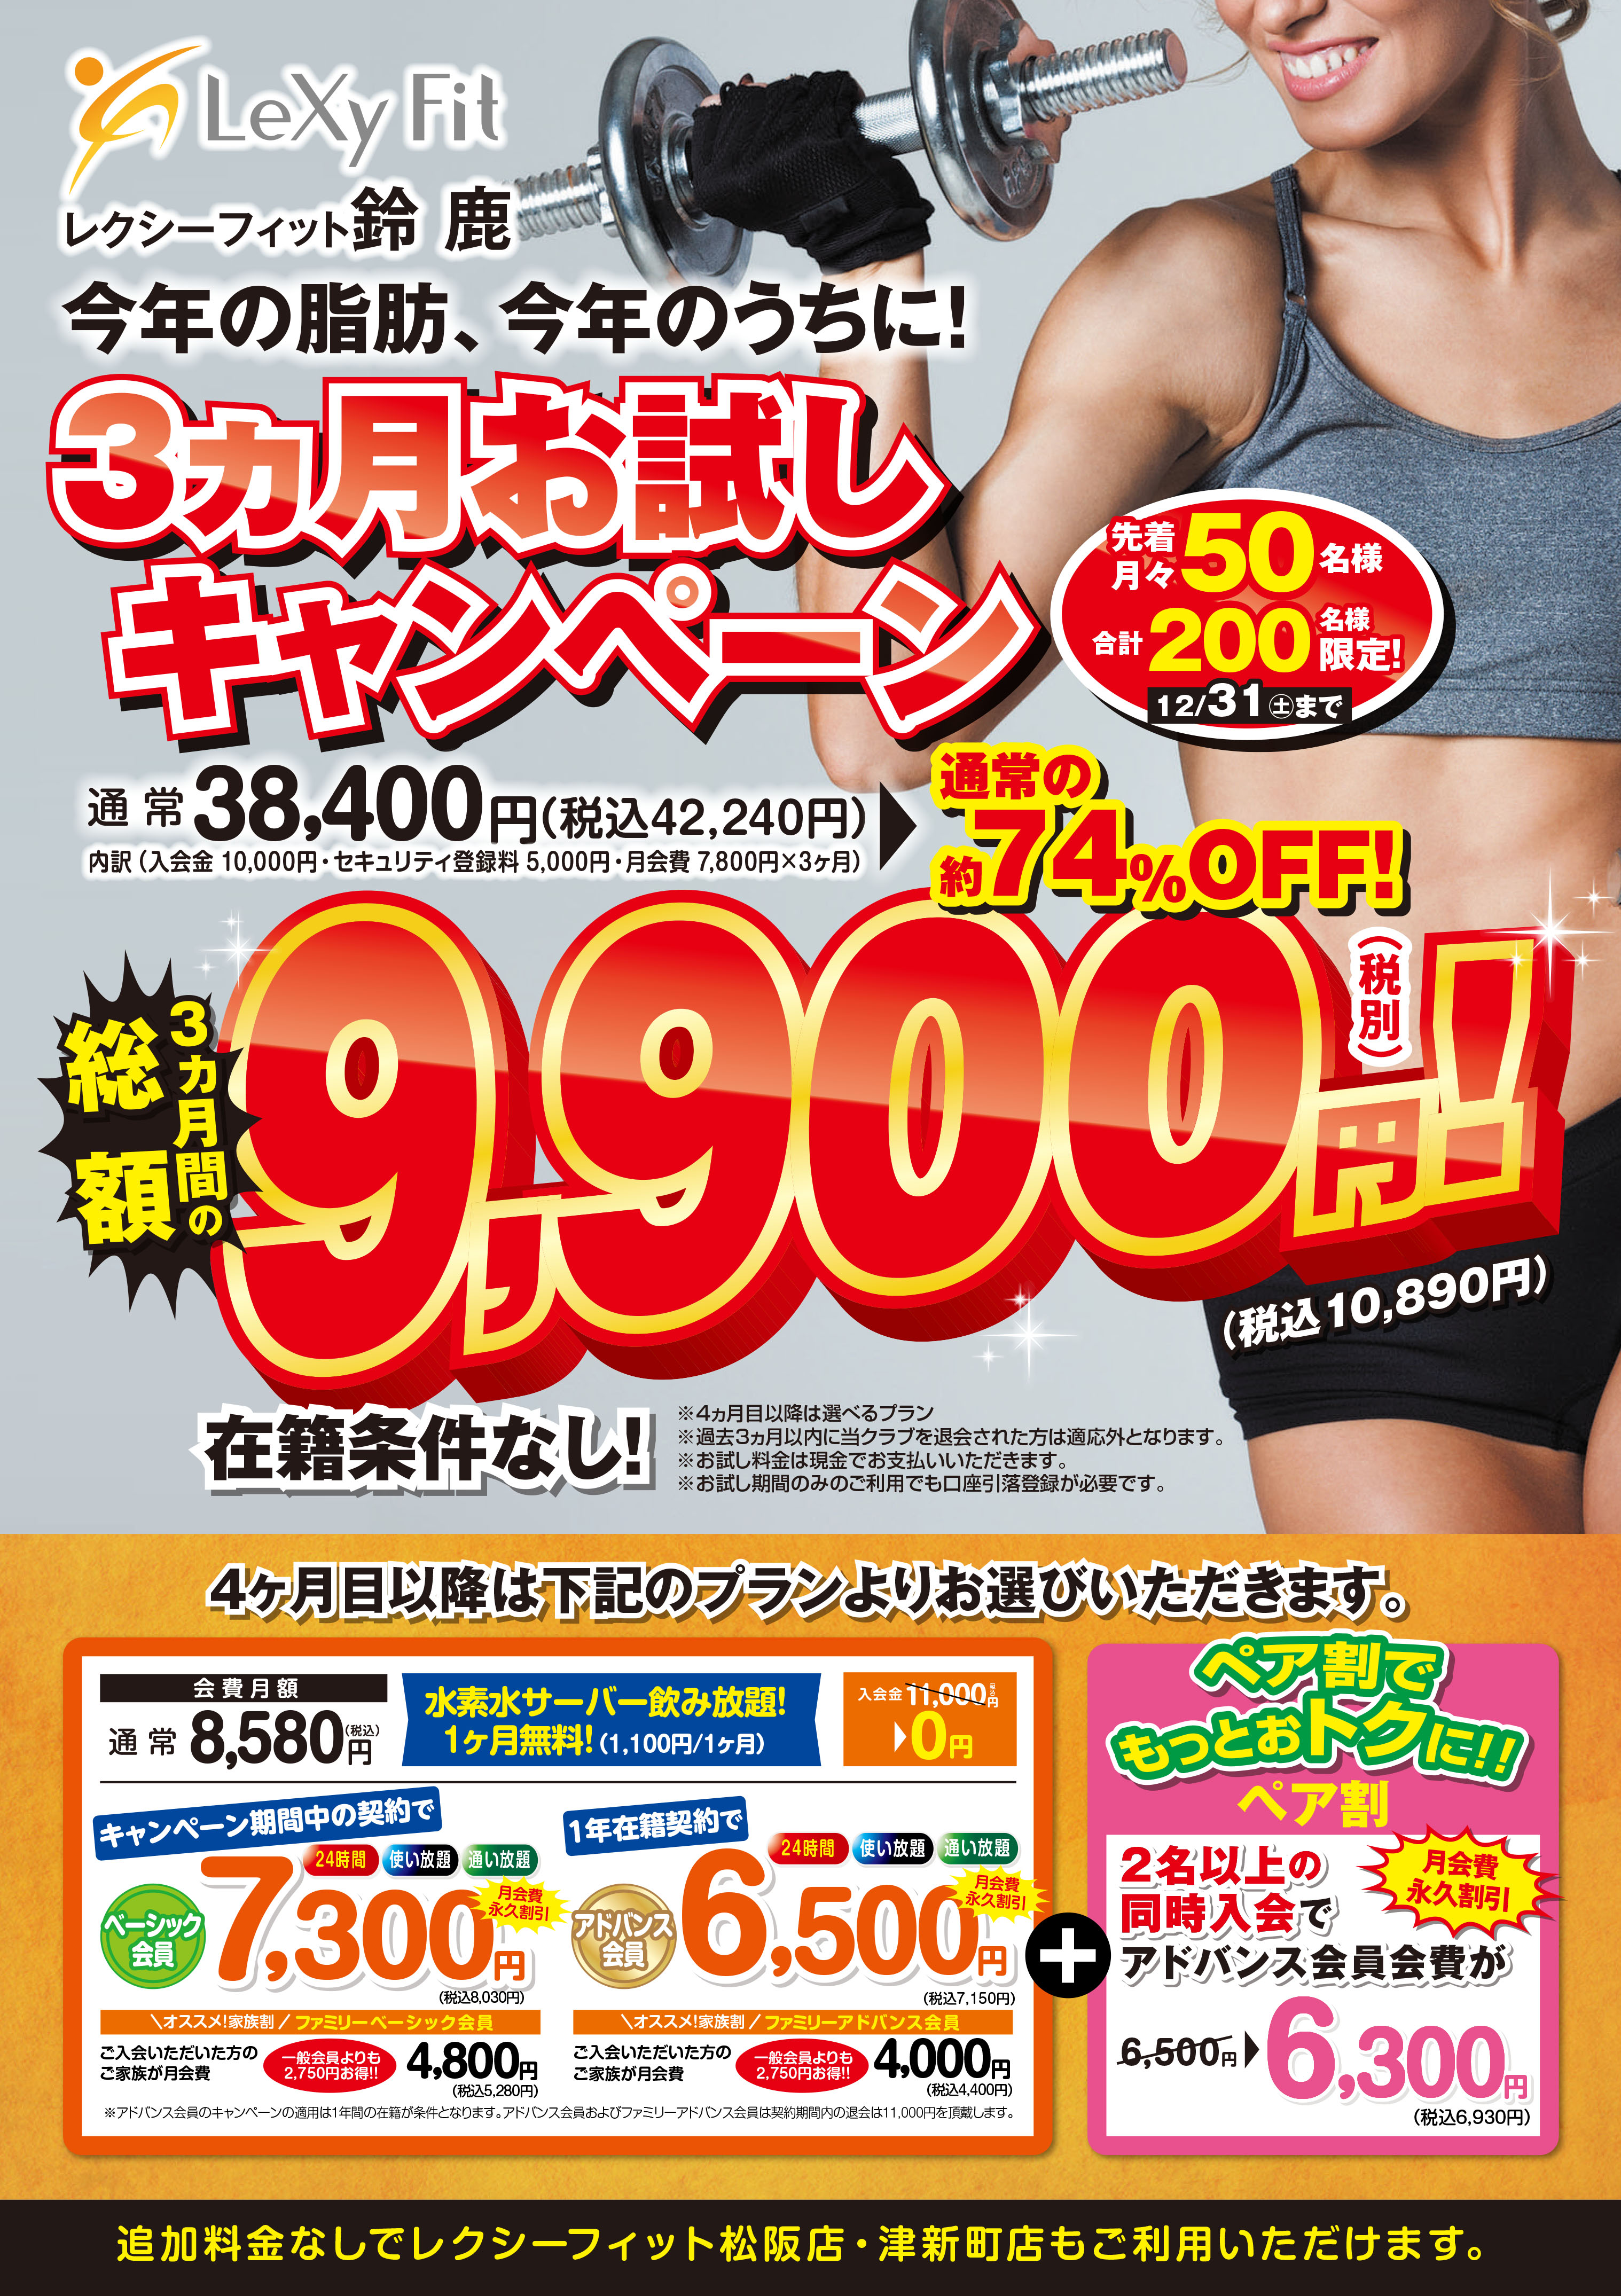 LeXy Fit
レクシーフィット鈴鹿
今年の脂肪、今年のうちに!
3カ月お試し
キャンペーン
先着月々50名様
合計200名様限定!
12/31㊏まで
通常38,400円(税込42,240円)
内訳(入会金 10,000円・セキュリティ登録料 5,000円・月会費 7,800円×3ヶ月)
通常の
約74%OFF!
3カ月間の
総額
9,900円!
(税別)
(税込10,890円)
在籍条件なし!
※4ヵ月目以降は選べるプラン
※過去3ヵ月以内に当クラブを退会された方は適応外となります。
※お試し料金は現金でお支払いいただきます。
※お試し期間のみのご利用でも口座引落登録が必要です。
4ヶ月目以降は下記のプランよりお選びいただきます。
会費月額
通常8,580円(税込)
水素水サーバー飲み放題!
1ヶ月無料!(1,100円/1ヶ月)
入会金11,000円(税込)
▶0円
キャンペーン期間中の契約で
24時間 使い放題 通い放題
ベーシック会員
7,300円
月会費永久割引
(税込8,030円)
\オススメ!家族割/ファミリーベーシック会員
ご入会いただいた方の
ご家族が月会費
一般会員よりも
2,750円お得!!
4,800円
(税込5,280円)
1年在籍契約で
24時間 使い放題 通い放題
アドバンス会員
6,500円
月会費永久割引
(税込7,150円)
\オススメ!家族割/ファミリーアドバンス会員
ご入会いただいた方の
ご家族が月会費
一般会員よりも
2,750円お得!!
4,000円
(税込4,400円)
※アドバンス会員のキャンペーンの適用は1年間の在籍が条件となります。アドバンス会員およびファミリーアドバンス会員は契約期間内の退会は11,000円を頂戴します。
+
ペア割で
もっとおトクに!!
ペア割
2名以上の
同時入会で
月会費
永久割引
アドバンス会員会費が
6,500円▶6,300円
(税込6,930円)
追加料金なしでレクシーフィット松阪店・津新町店もご利用いただけます。